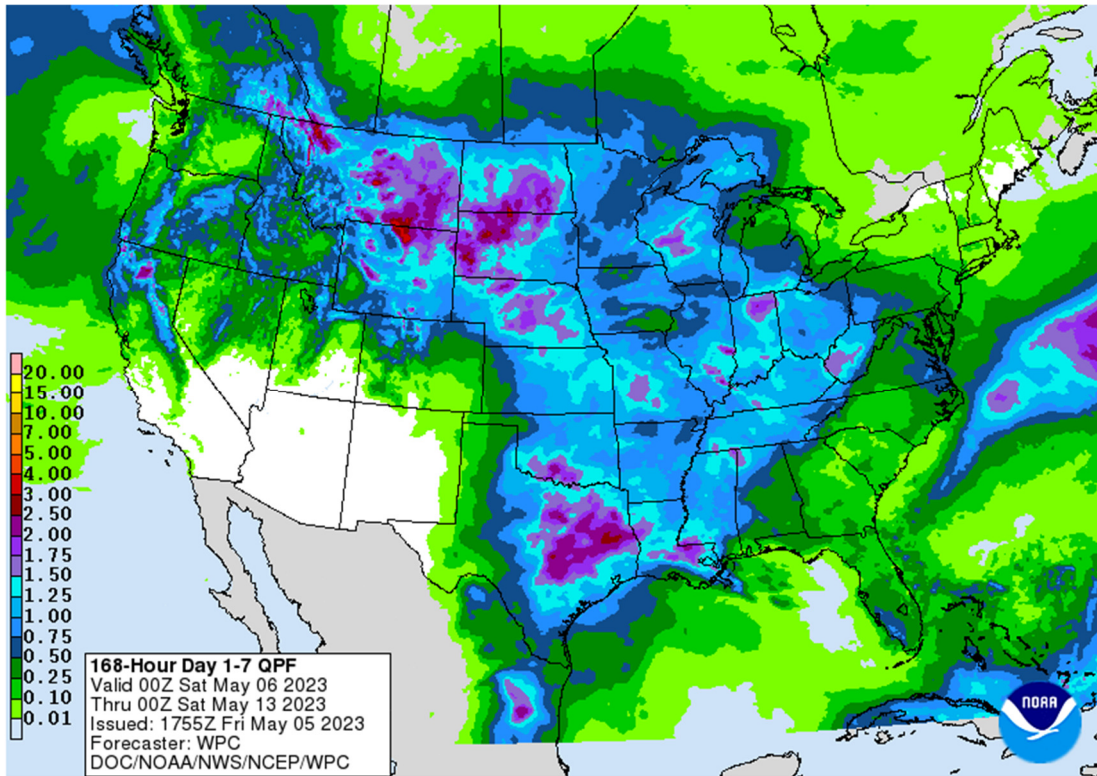 20.00
15.00
10.00
7.00
5.00
4.00
3.00
2.50
2.00
1.75
1.50
1.25
1.00
0.75
0.50
0.25
0.10
0.01
168-Hour Day 1-7 QPF
Valid 00Z Sat May 06 2023
Thru 00Z Sat May 13 2023
Issued: 1755Z Fri May 05 2023
Forecaster: WPC
DOC/NOAA/NWS/NCEP/WPC
NOAA